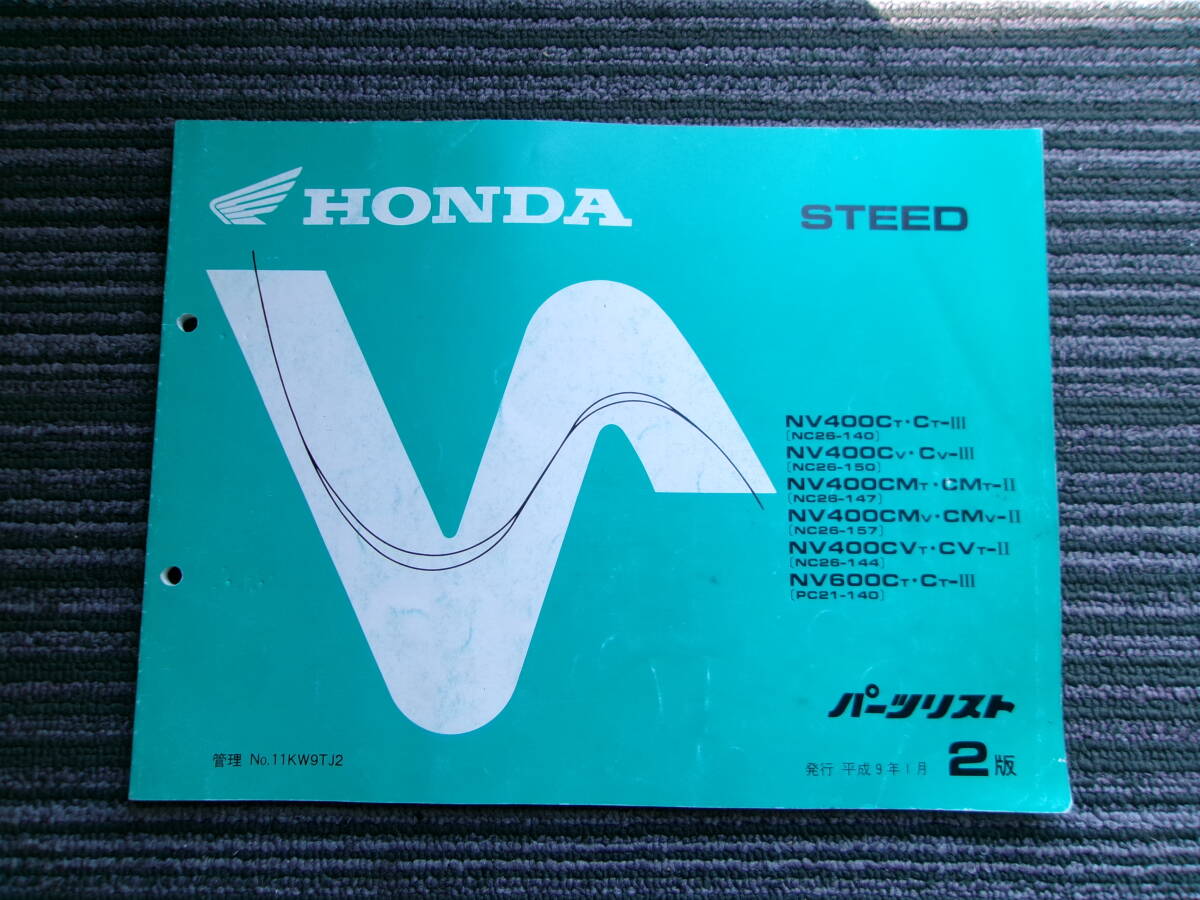 HONDA
STEED
NV400CT・CT-III
[NC26-140]
NV400CV・CV-III
[NC26-150]
NV400CMT・CMT-II
[NC26-147]
NV400CMV・CMV-II
[NC26-157]
NV400CVT・CVT-II
[NC26-144]
NV600CT・CT-III
[PC21-140]
パーツリスト
管理 No.11KW9TJ2
発行 平成9年1月 2版